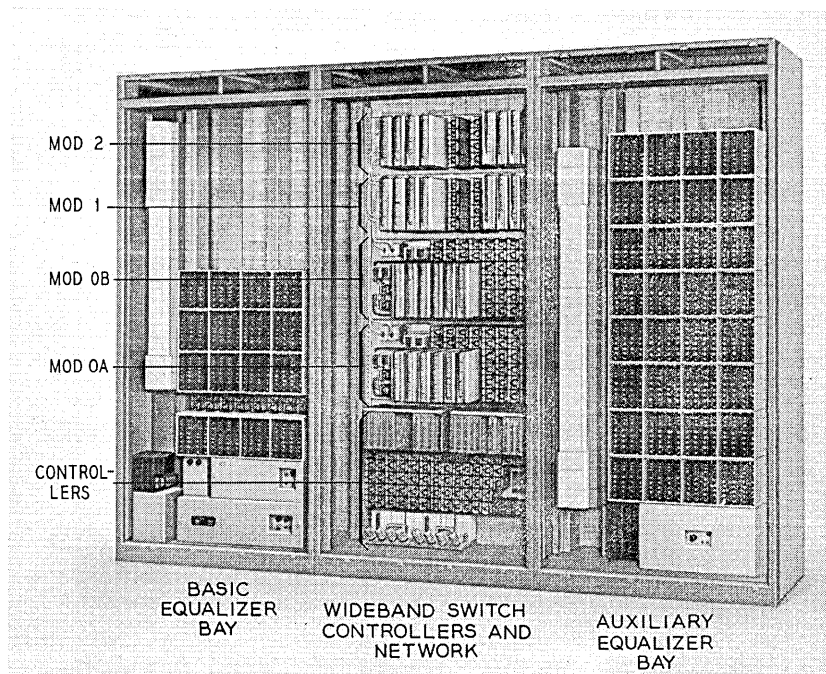 MOD 2
MOD 1
MOD 0B
MOD 0A
CONTROL-
LERS
BASIC
EQUALIZER
BAY
WIDEBAND SWITCH
CONTROLLERS AND
NETWORK
AUXILIARY
EQUALIZER
BAY